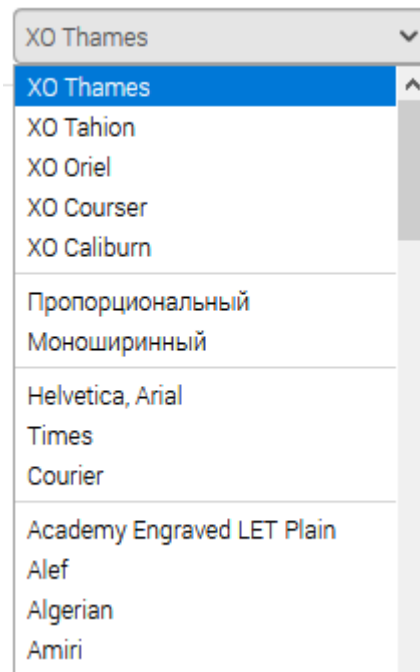 XO Thames
XO Thames
XO Tahion
XO Oriel
XO Courser
XO Caliburn
Пропорциональный
Моноширинный
Helvetica, Arial
Times
Courier
Academy Engraved LET Plain
Alef
Algerian
Amiri